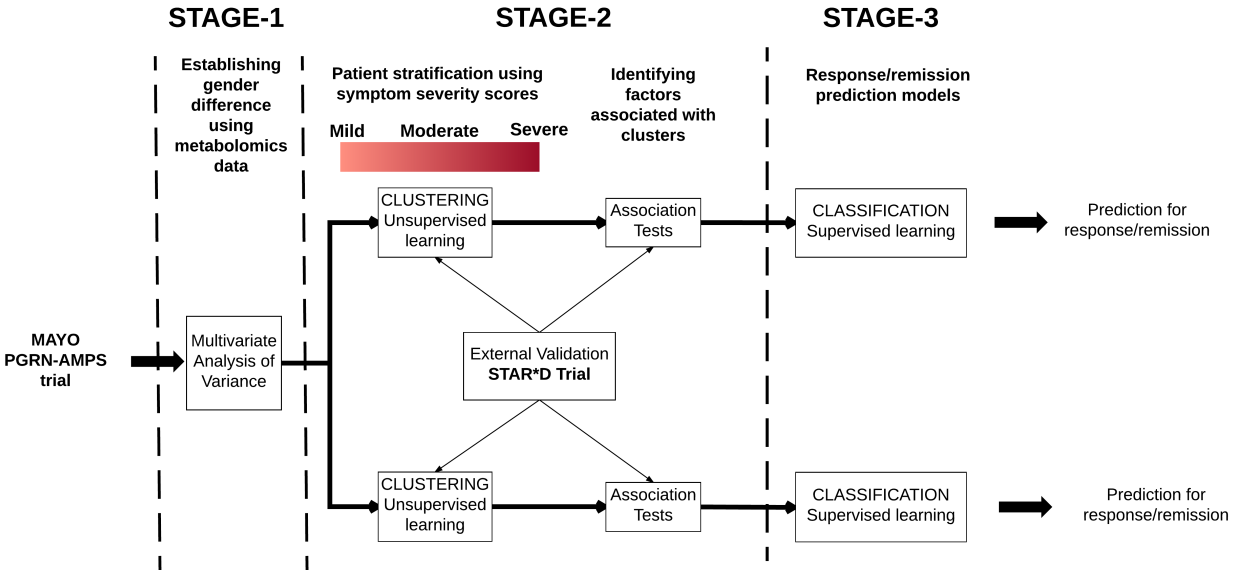 STAGE-1
STAGE-2
STAGE-3
Establishing
gender
difference
using
metabolomics
data
Patient stratification using
symptom severity scores
Identifying
factors
associated with
clusters
Response/remission
prediction models
Mild
Moderate
Severe
CLUSTERING
Unsupervised
learning
Association
Tests
CLASSIFICATION
Supervised learning
Prediction for
response/remission
MAYO
PGRN-AMPS
trial
Multivariate
Analysis of
Variance
External Validation
STAR*D Trial
CLUSTERING
Unsupervised
learning
Association
Tests
CLASSIFICATION
Supervised learning
Prediction for
response/remission